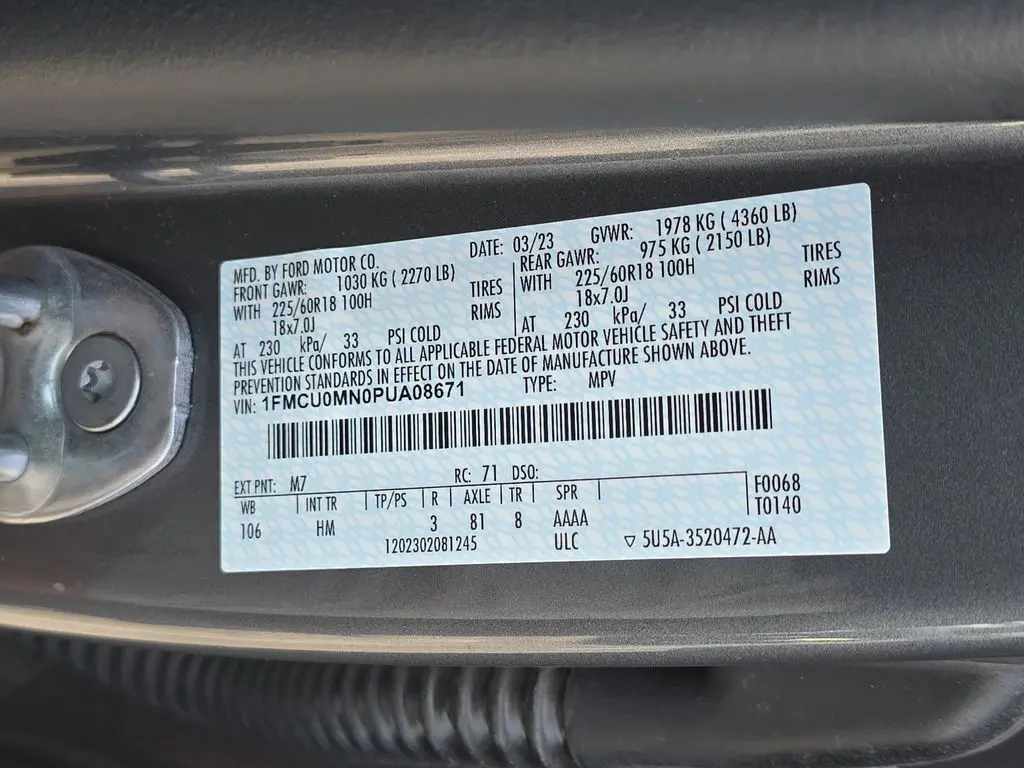 MFD. BY FORD MOTOR CO. DATE: 03/23 GVWR: 1978 KG ( 4360 LB)
FRONT GAWR: 1030 KG ( 2270 LB) REAR GAWR: 975 KG ( 2150 LB)
WITH 225/60R18 100H TIRES WITH 225/60R18 100H TIRES
18x7.0J RIMS 18x7.0J RIMS
AT 230 kPa/ 33 PSI COLD AT 230 kPa/ 33 PSI COLD
THIS VEHICLE CONFORMS TO ALL APPLICABLE FEDERAL MOTOR VEHICLE SAFETY AND THEFT
PREVENTION STANDARDS IN EFFECT ON THE DATE OF MANUFACTURE SHOWN ABOVE.
VIN: 1FMCU0MN0PUA08671 TYPE: MPV
EXT PNT: M7 RC: 71 DSO:
WB INT TR TP/PS R AXLE TR SPR F0068
106 HM 3 81 8 AAAA T0140
1202302081245 ULC ▽ 5U5A-3520472-AA